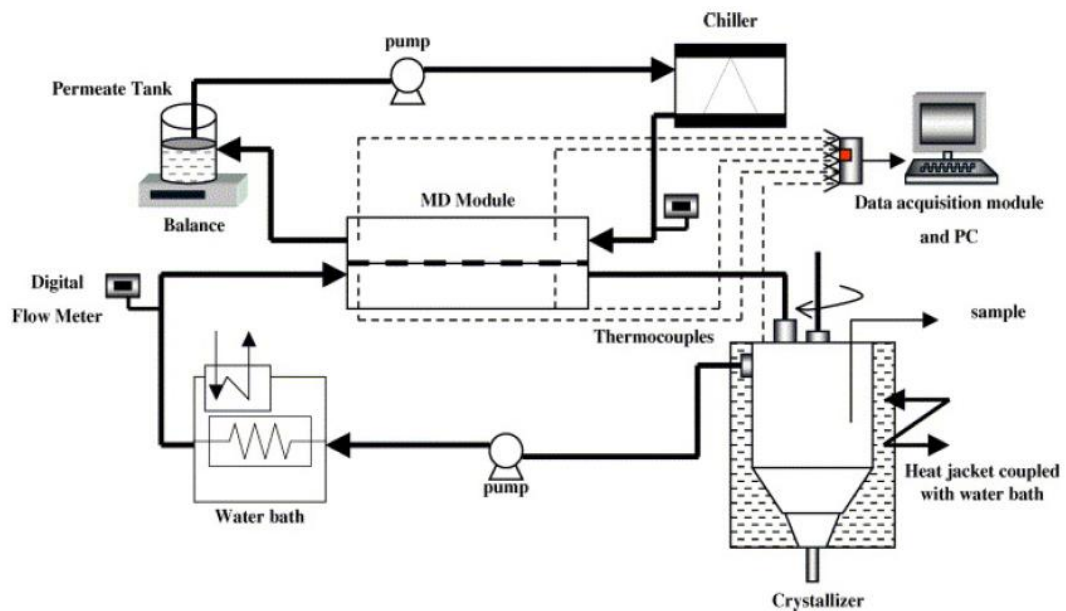 Chiller
pump
Permeate Tank
MD Module
Data acquisition module
and PC
Balance
Digital
Flow Meter
Thermocouples
sample
Heat jacket coupled
with water bath
pump
Water bath
Crystallizer